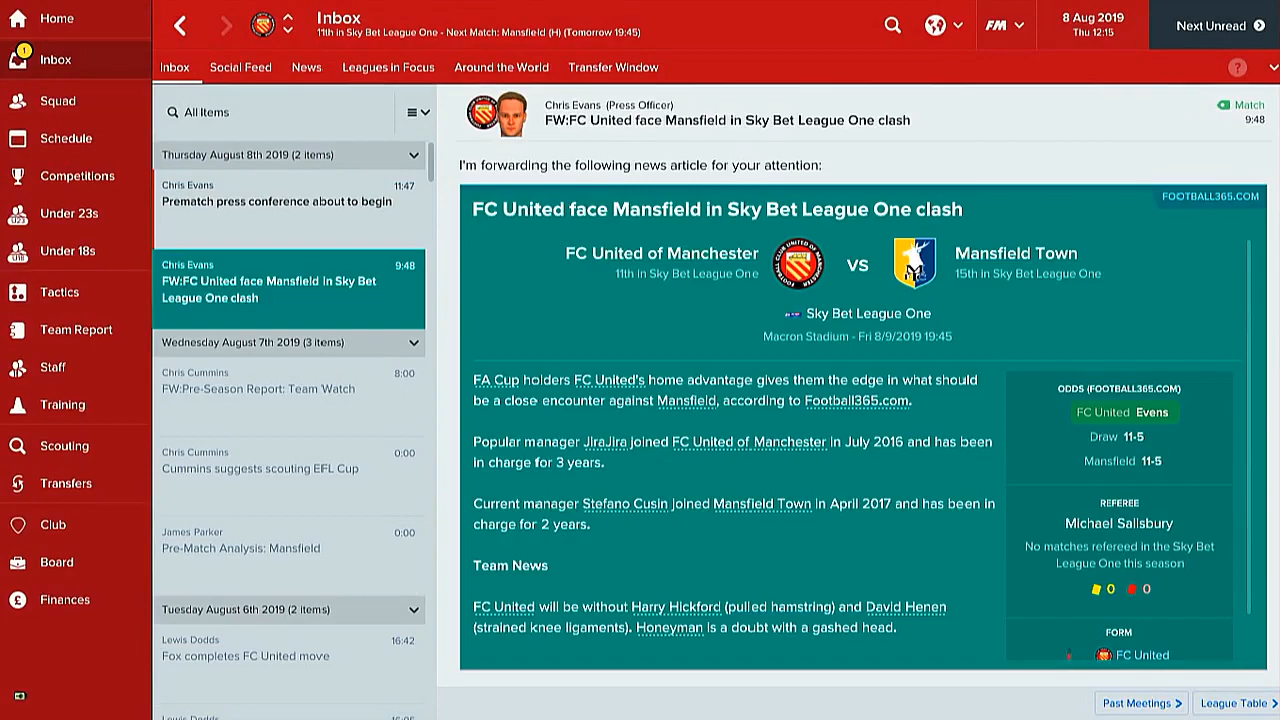 Home
Inbox
1
Squad
Schedule
Competitions
Under 23s
U23
Under 18s
U18
Tactics
Team Report
Staff
Training
Scouting
Transfers
Club
Board
Finances
Inbox
11th in Sky Bet League One - Next Match: Mansfield (H) (Tomorrow 19:45)
FM
8 Aug 2019
Thu 12:15
Next Unread
Inbox
Social Feed
News
Leagues in Focus
Around the World
Transfer Window
?
All Items
Thursday August 8th 2019 (2 items)
Chris Evans 11:47
Prematch press conference about to begin
Chris Evans 9:48
FW:FC United face Mansfield in Sky Bet
League One clash
Wednesday August 7th 2019 (3 items)
Chris Cummins 8:00
FW:Pre-Season Report: Team Watch
Chris Cummins 0:00
Cummins suggests scouting EFL Cup
James Parker 0:00
Pre-Match Analysis: Mansfield
Tuesday August 6th 2019 (2 items)
Lewis Dodds 16:42
Fox completes FC United move
Chris Evans (Press Officer)
FW:FC United face Mansfield in Sky Bet League One clash
Match
9:48
I'm forwarding the following news article for your attention:
FOOTBALL365.COM
FC United face Mansfield in Sky Bet League One clash
FC United of Manchester
11th in Sky Bet League One
VS
Mansfield Town
15th in Sky Bet League One
Sky Bet League One
Macron Stadium - Fri 8/9/2019 19:45
FA Cup holders FC United's home advantage gives them the edge in what should
be a close encounter against Mansfield, according to Football365.com.
Popular manager JiraJira joined FC United of Manchester in July 2016 and has been
in charge for 3 years.
Current manager Stefano Cusin joined Mansfield Town in April 2017 and has been in
charge for 2 years.
Team News
FC United will be without Harry Hickford (pulled hamstring) and David Henen
(strained knee ligaments). Honeyman is a doubt with a gashed head.
ODDS (FOOTBALL365.COM)
FC United Evens
Draw 11-5
Mansfield 11-5
REFEREE
Michael Salisbury
No matches refereed in the Sky Bet
League One this season
0 0
FORM
FC United
Past Meetings
League Table